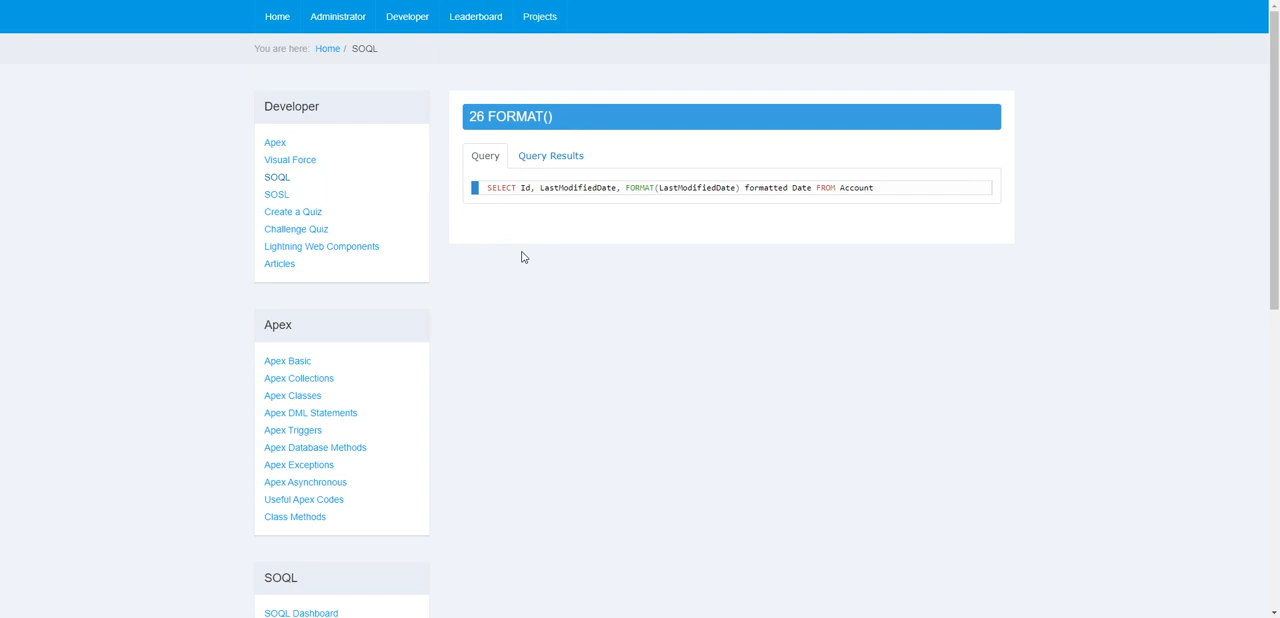 Home Administrator Developer Leaderboard Projects
You are here: Home / SOQL
Developer
Apex
Visual Force
SOQL
SOSL
Create a Quiz
Challenge Quiz
Lightning Web Components
Articles
26 FORMAT()
Query Query Results
SELECT Id, LastModifiedDate, FORMAT(LastModifiedDate) formatted Date FROM Account
Apex
Apex Basic
Apex Collections
Apex Classes
Apex DML Statements
Apex Triggers
Apex Database Methods
Apex Exceptions
Apex Asynchronous
Useful Apex Codes
Class Methods
SOQL
SOQL Dashboard